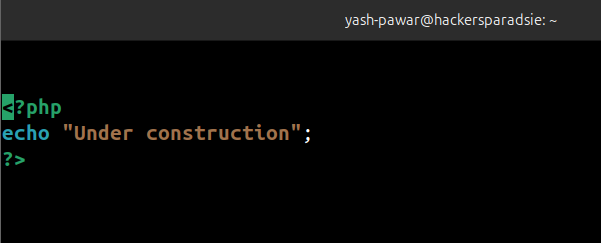 yash-pawar@hackersparadsie: ~
<?php
echo "Under construction";
?>